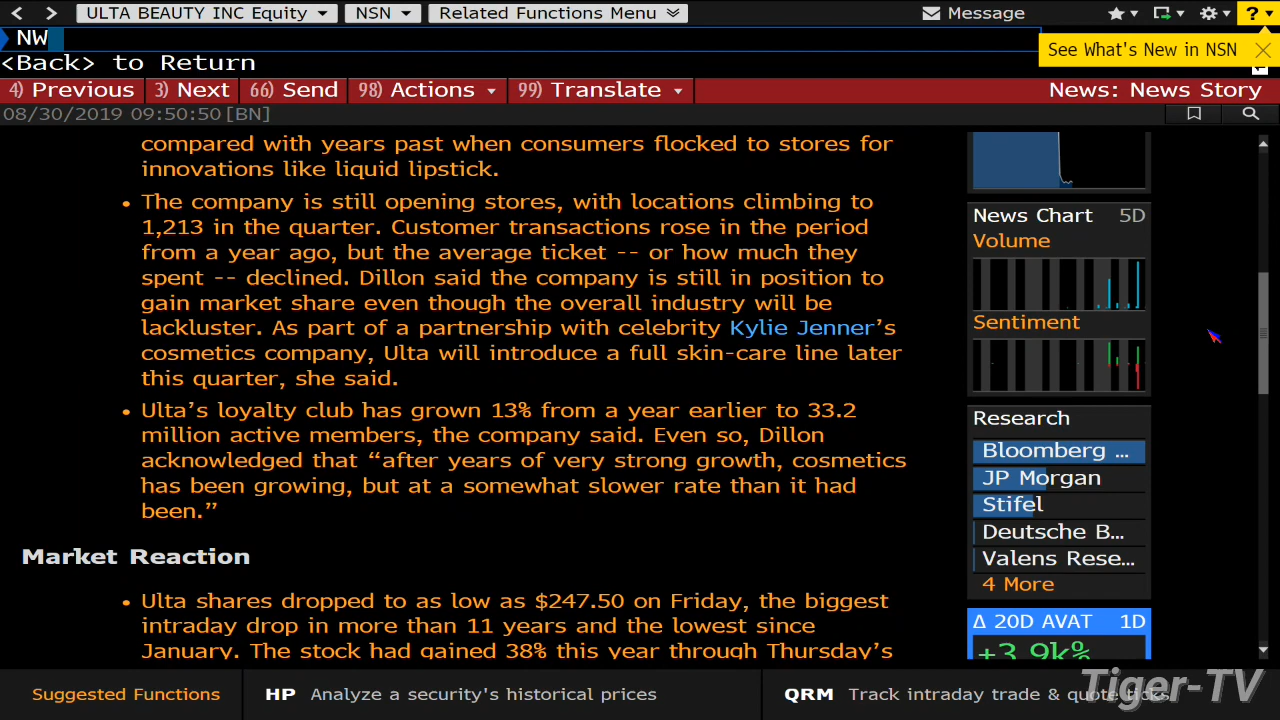 ULTA BEAUTY INC Equity NSN Related Functions Menu Message ?
NW
See What's New in NSN
<Back> to Return
4) Previous 3) Next 66) Send 98) Actions 99) Translate News: News Story
08/30/2019 09:50:50 [BN]
compared with years past when consumers flocked to stores for
innovations like liquid lipstick.
• The company is still opening stores, with locations climbing to
1,213 in the quarter. Customer transactions rose in the period
from a year ago, but the average ticket -- or how much they
spent -- declined. Dillon said the company is still in position to
gain market share even though the overall industry will be
lackluster. As part of a partnership with celebrity Kylie Jenner’s
cosmetics company, Ulta will introduce a full skin-care line later
this quarter, she said.
• Ulta’s loyalty club has grown 13% from a year earlier to 33.2
million active members, the company said. Even so, Dillon
acknowledged that “after years of very strong growth, cosmetics
has been growing, but at a somewhat slower rate than it had
been.”
Market Reaction
• Ulta shares dropped to as low as $247.50 on Friday, the biggest
intraday drop in more than 11 years and the lowest since
January. The stock had gained 38% this year through Thursday’s
News Chart 5D
Volume
Sentiment
Research
Bloomberg ...
JP Morgan
Stifel
Deutsche B...
Valens Rese...
4 More
Δ 20D AVAT 1D
+3.9k%
Suggested Functions HP Analyze a security's historical prices QRM Track intraday trade & quote ticks
Tiger-TV